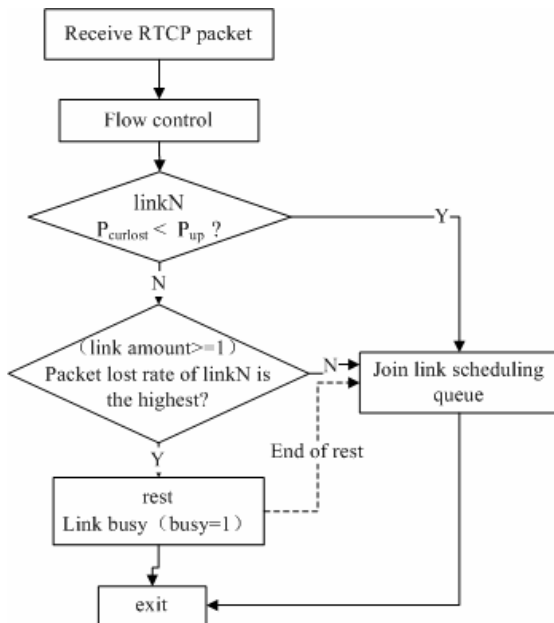 Receive RTCP packet
Flow control
linkN
Pcurlost < Pup ?
Y
N
(link amount>=1)
Packet lost rate of linkN is
the highest?
N
Join link scheduling
queue
Y
End of rest
rest
Link busy (busy=1)
exit